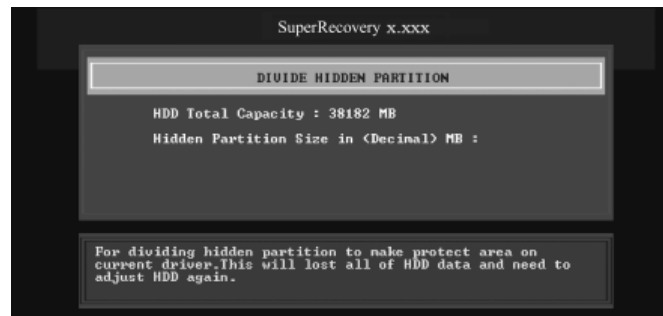 SuperRecovery x.xxx
DIVIDE HIDDEN PARTITION
HDD Total Capacity : 38182 MB
Hidden Partition Size in <Decimal> MB :
For dividing hidden partition to make protect area on
current driver.This will lost all of HDD data and need to
adjust HDD again.